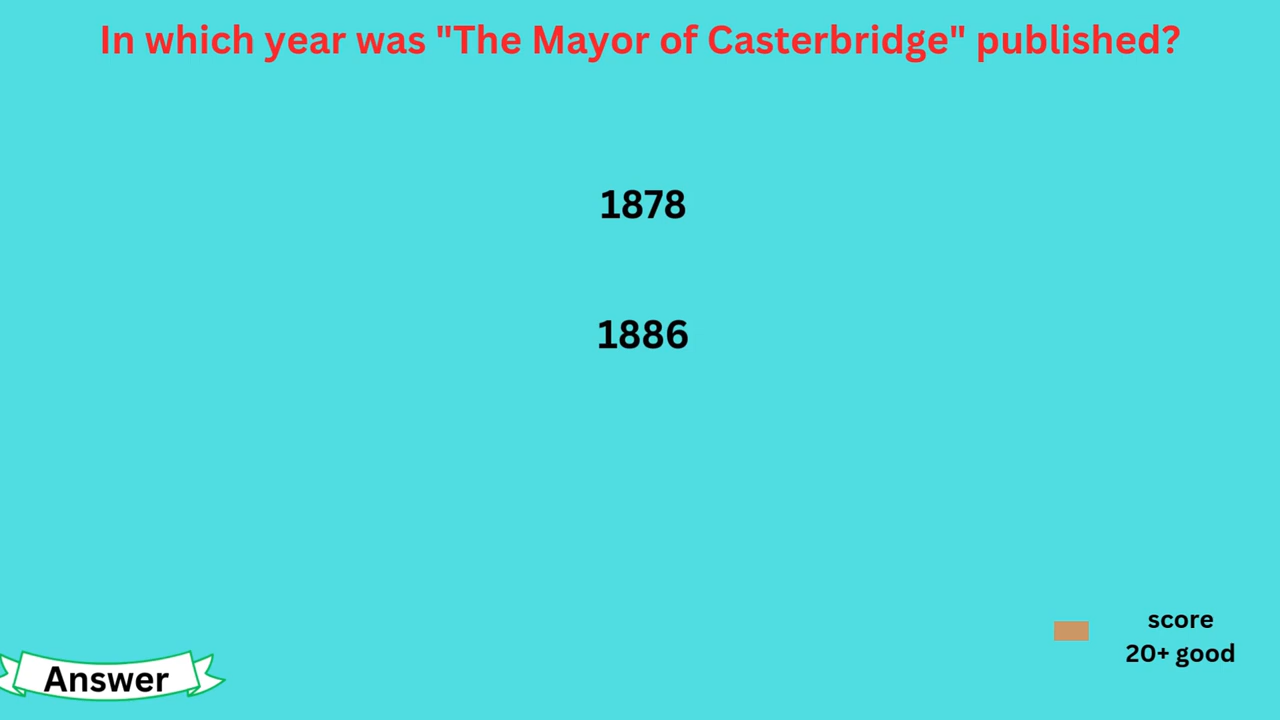 In which year was "The Mayor of Casterbridge" published?
1878
1886
score
20+ good
Answer